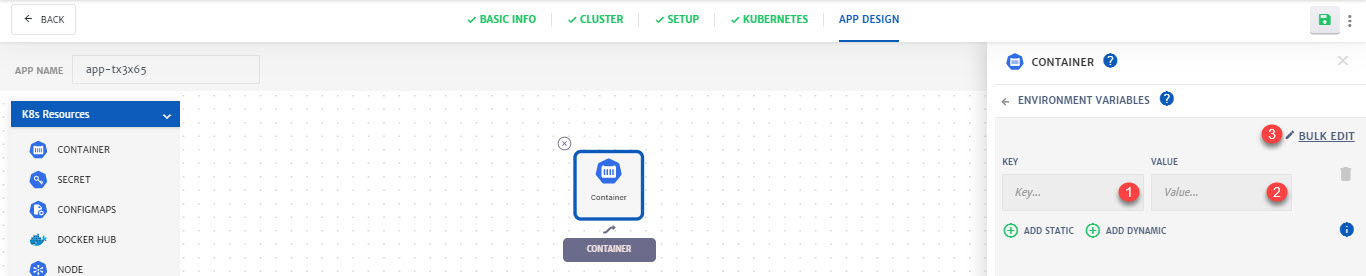 BACK
BASIC INFO
CLUSTER
SETUP
KUBERNETES
APP DESIGN
APP NAME
app-tx3x65
K8s Resources
CONTAINER
SECRET
CONFIGMAPS
DOCKER HUB
NODE
Container
CONTAINER
CONTAINER ?
ENVIRONMENT VARIABLES ?
3 BULK EDIT
KEY
VALUE
Key... 1
Value... 2
ADD STATIC
ADD DYNAMIC
i